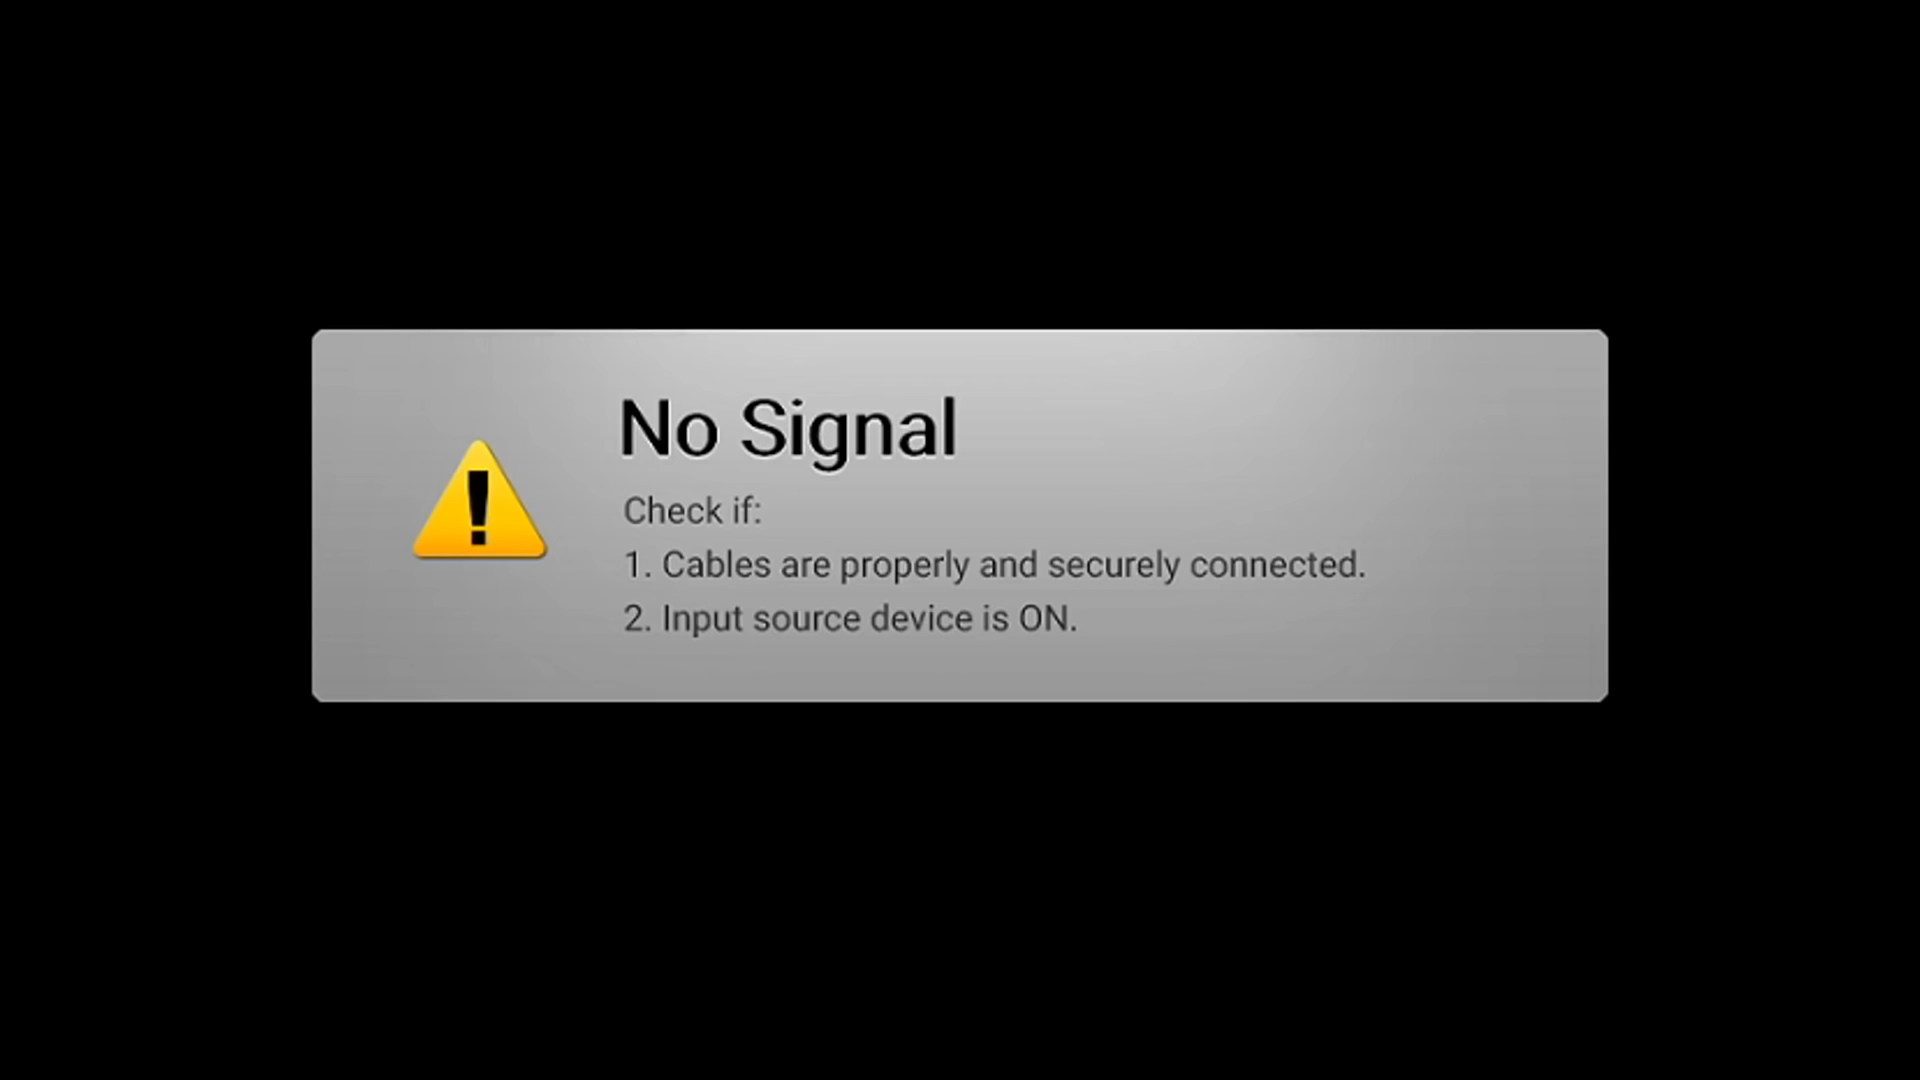 No Signal
Check if:
1. Cables are properly and securely connected.
2. Input source device is ON.